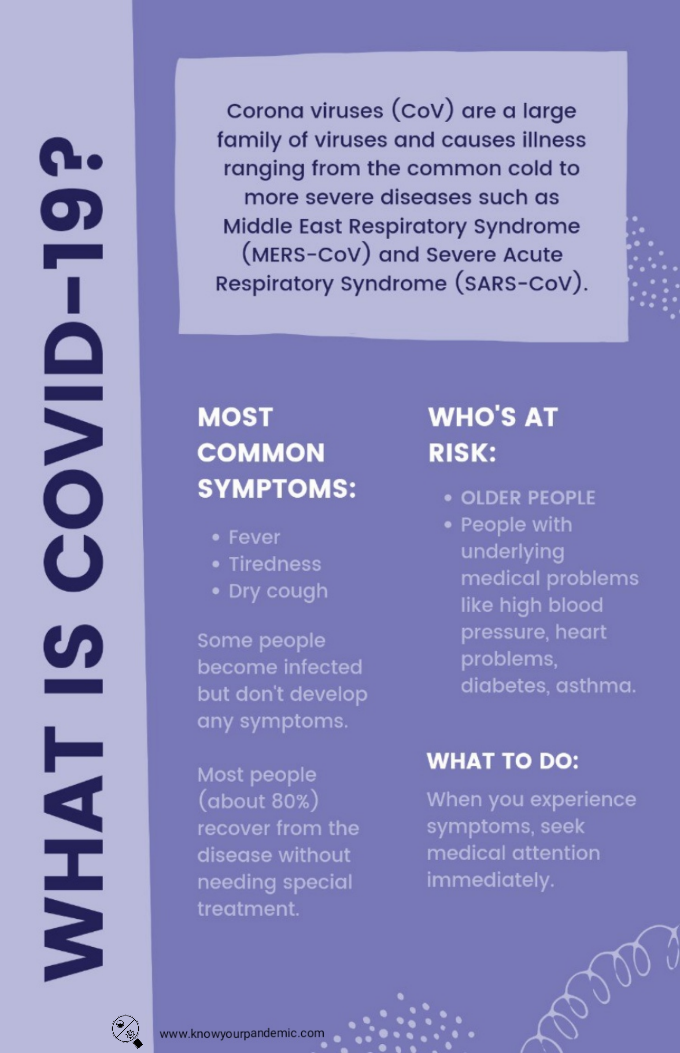 WHAT IS COVID-19?
Corona viruses (CoV) are a large
family of viruses and causes illness
ranging from the common cold to
more severe diseases such as
Middle East Respiratory Syndrome
(MERS-CoV) and Severe Acute
Respiratory Syndrome (SARS-CoV).
MOST
COMMON
SYMPTOMS:
• Fever
• Tiredness
• Dry cough
Some people
become infected
but don't develop
any symptoms.
Most people
(about 80%)
recover from the
disease without
needing special
treatment.
WHO'S AT
RISK:
• OLDER PEOPLE
• People with
underlying
medical problems
like high blood
pressure, heart
problems,
diabetes, asthma.
WHAT TO DO:
When you experience
symptoms, seek
medical attention
immediately.
www.knowyourpandemic.com